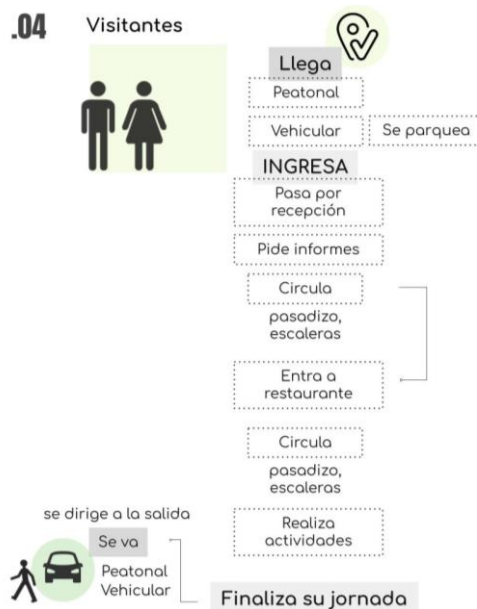 .04 Visitantes
Llega
Peatonal
Vehicular
Se parquea
INGRESA
Pasa por
recepción
Pide informes
Circula
pasadizo,
escaleras
Entra a
restaurante
Circula
pasadizo,
escaleras
Realiza
actividades
Finaliza su jornada
se dirige a la salida
Se va
Peatonal
Vehicular